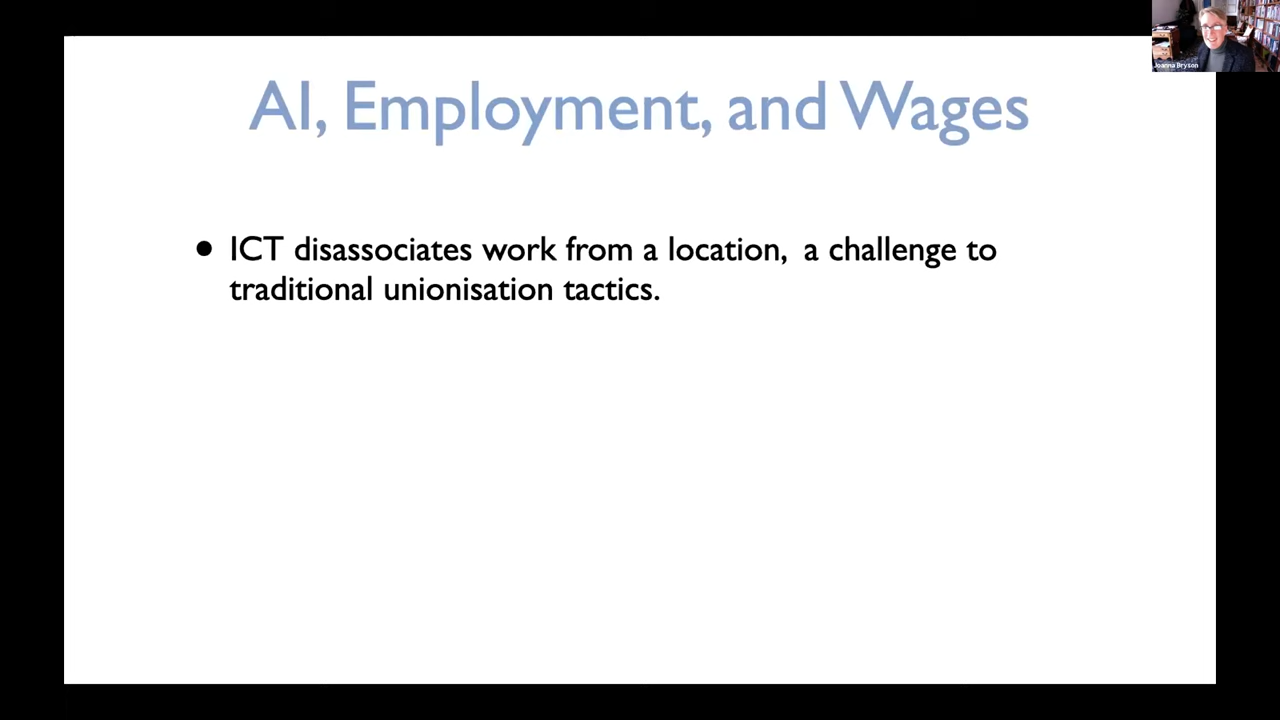 Joanna Bryson
AI, Employment, and Wages
• ICT disassociates work from a location, a challenge to
traditional unionisation tactics.